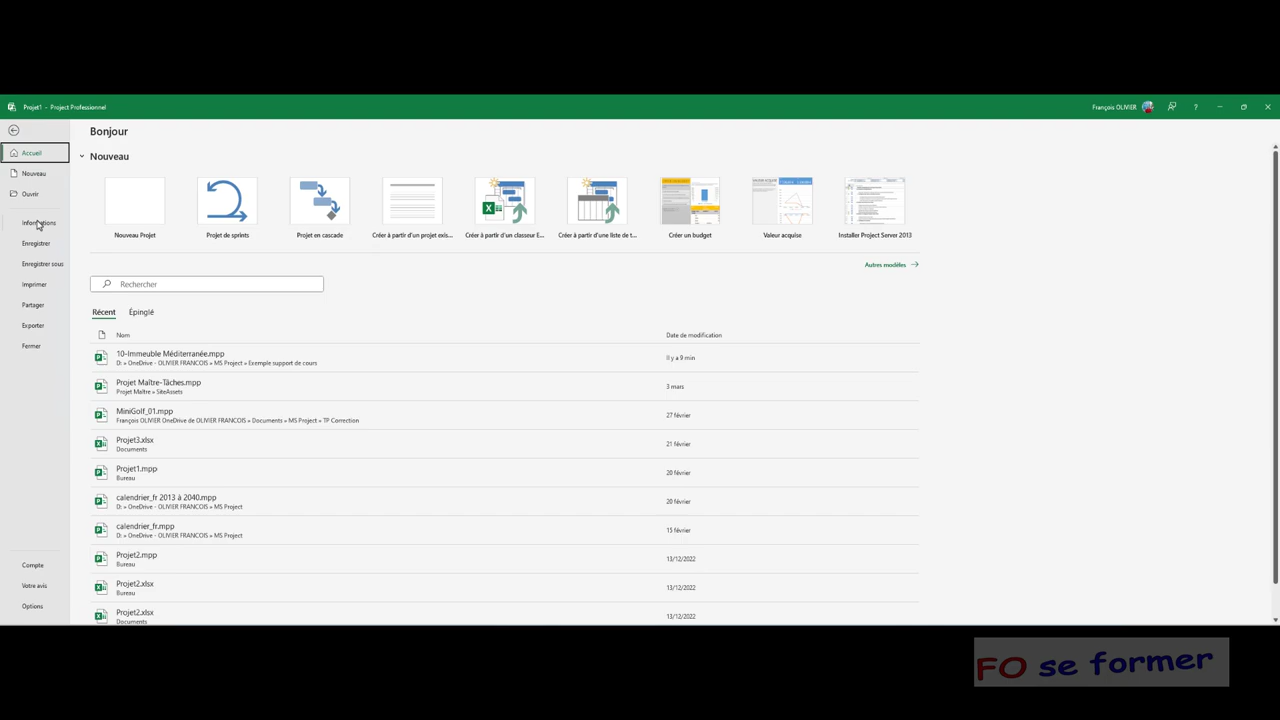 Projet1 - Project Professionnel
François OLIVIER
?
Accueil
Nouveau
Ouvrir
Informations
Enregistrer
Enregistrer sous
Imprimer
Partager
Exporter
Fermer
Compte
Votre avis
Options
Bonjour
Nouveau
Nouveau Projet
Projet de sprints
Projet en cascade
Créer à partir d'un projet exis...
Créer à partir d'un classeur E...
Créer à partir d'une liste de t...
Créer un budget
Valeur acquise
Installer Project Server 2013
Autres modèles
Rechercher
Récent Épinglé
Nom Date de modification
10-Immeuble Méditerranée.mpp
D: » OneDrive - OLIVIER FRANCOIS » MS Project » Exemple support de cours
Il y a 9 min
Projet Maître-Tâches.mpp
Projet Maître » SiteAssets
3 mars
MiniGolf_01.mpp
François OLIVIER OneDrive de OLIVIER FRANCOIS » Documents » MS Project » TP Correction
27 février
Projet3.xlsx
Documents
21 février
Projet1.mpp
Bureau
20 février
calendrier_fr 2013 à 2040.mpp
D: » OneDrive - OLIVIER FRANCOIS » MS Project
20 février
calendrier_fr.mpp
D: » OneDrive - OLIVIER FRANCOIS » MS Project
15 février
Projet2.mpp
Bureau
13/12/2022
Projet2.xlsx
Bureau
13/12/2022
Projet2.xlsx
Documents
13/12/2022
FO se former